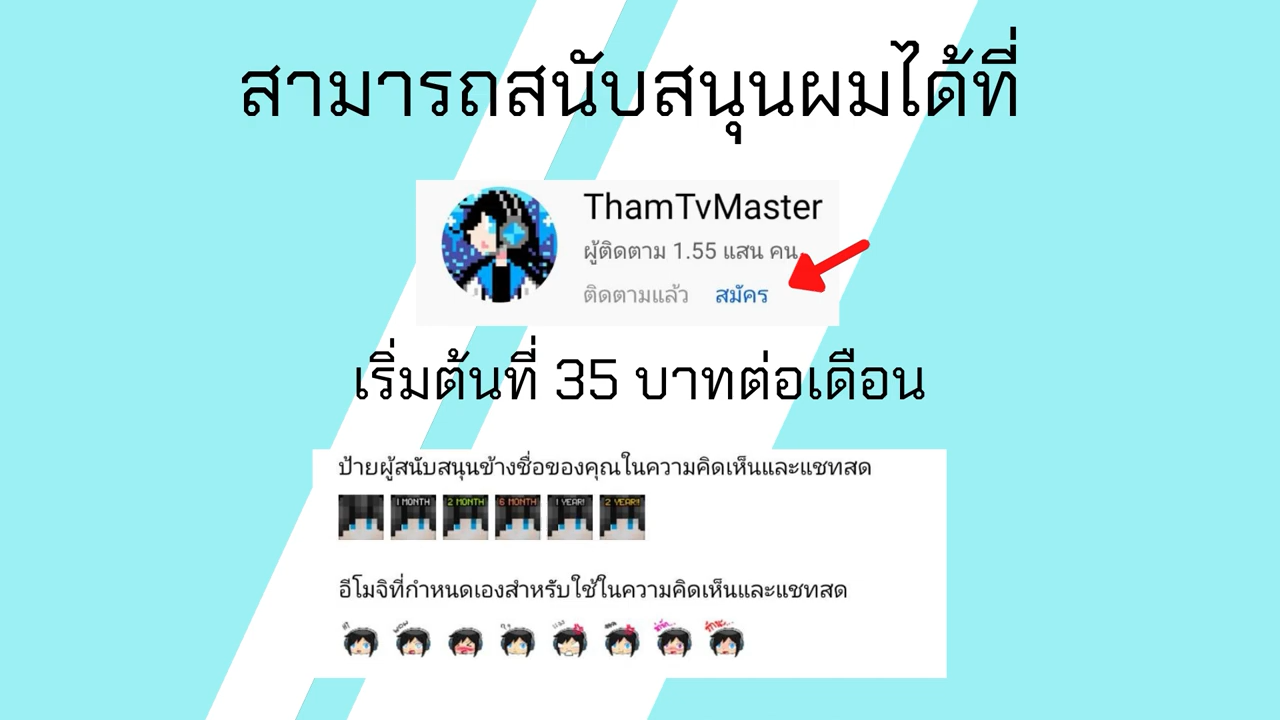 สามารถสนับสนุนผมได้ที่
ThamTvMaster
ผู้ติดตาม 1.55 แสน คน
ติดตามแล้ว สมัคร
เริ่มต้นที่ 35 บาทต่อเดือน
ป้ายผู้สนับสนุนข้างชื่อของคุณในความคิดเห็นและแชทสด
1 MONTH 2 MONTH 6 MONTH 1 YEAR! 2 YEAR!!
อีโมจิที่กำหนดเองสำหรับใช้ในความคิดเห็นและแชทสด